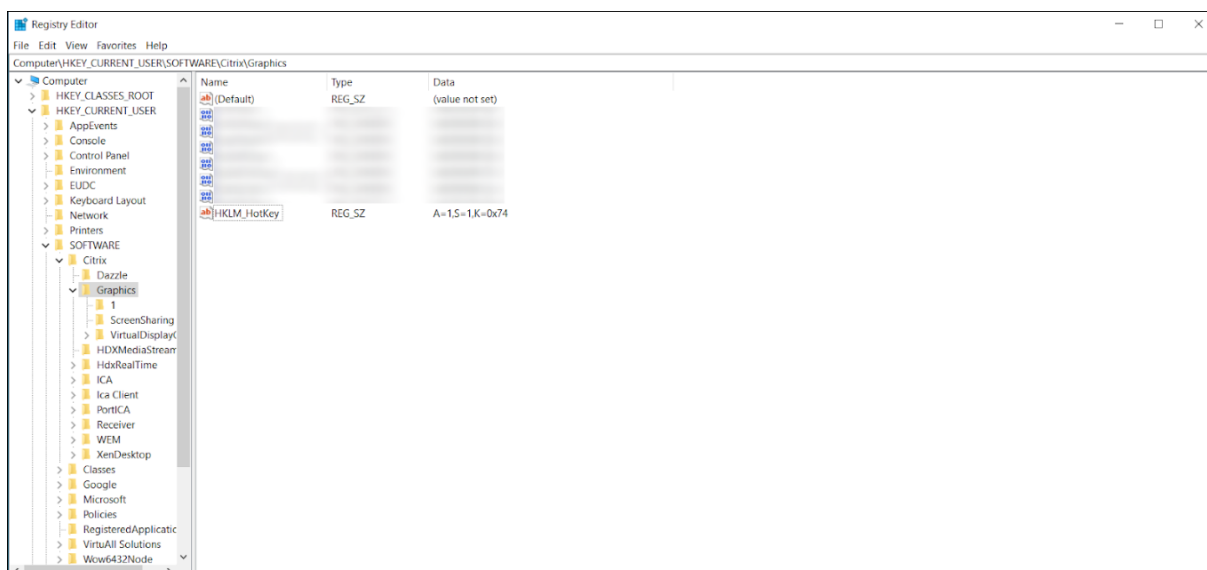 Registry Editor
File Edit View Favorites Help
Computer\HKEY_CURRENT_USER\SOFTWARE\Citrix\Graphics
Computer
HKEY_CLASSES_ROOT
HKEY_CURRENT_USER
AppEvents
Console
Control Panel
Environment
EUDC
Keyboard Layout
Network
Printers
SOFTWARE
Citrix
Dazzle
Graphics
1
ScreenSharing
VirtualDisplay
HDXMediaStream
HdxRealTime
ICA
Ica Client
PortICA
Receiver
WEM
XenDesktop
Classes
Google
Microsoft
Policies
RegisteredApplicatic
VirtuAll Solutions
Wow6432Node
Name Type Data
(Default) REG_SZ (value not set)
HKLM_HotKey REG_SZ A=1,S=1,K=0x74